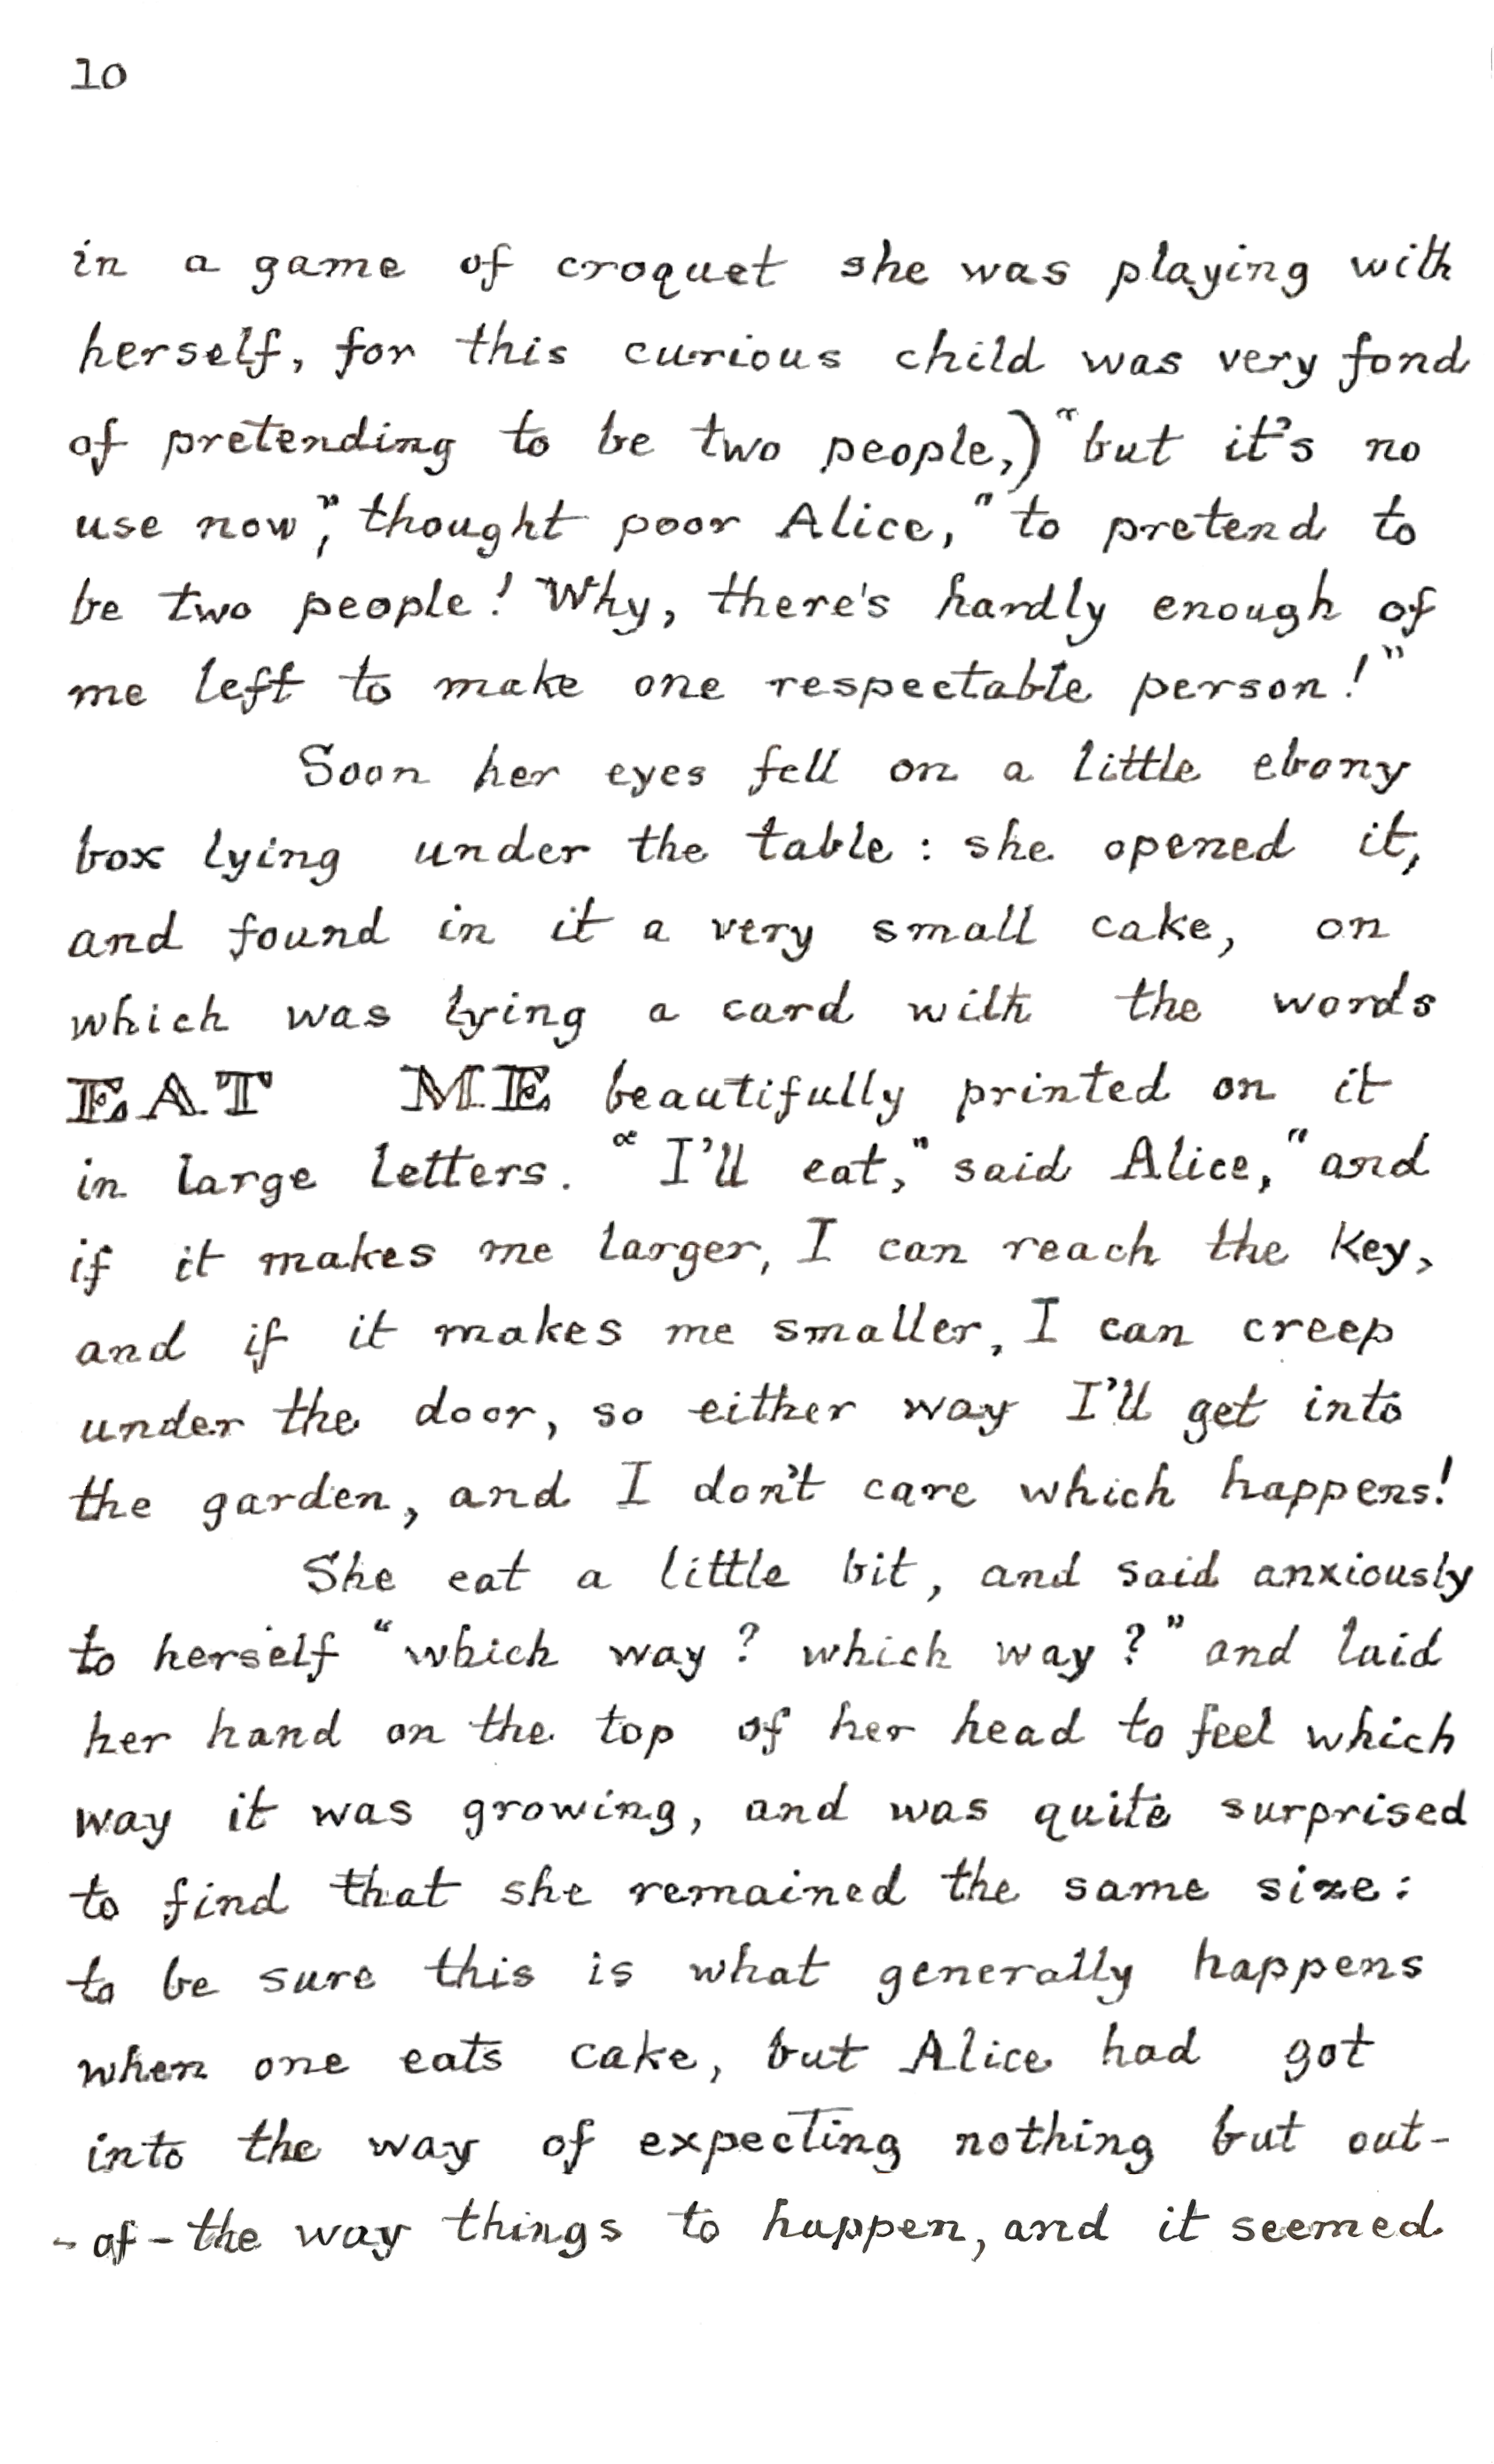 10
in a game of croquet she was playing with
herself, for this curious child was very fond
of pretending to be two people,) "but it's no
use now," thought poor Alice, "to pretend to
be two people! Why, there's hardly enough of
me left to make one respectable person!"
Soon her eyes fell on a little ebony
box lying under the table: she opened it,
and found in it a very small cake, on
which was lying a card with the words
EAT ME beautifully printed on it
in large letters. "I'll eat," said Alice, "and
if it makes me larger, I can reach the key,
and if it makes me smaller, I can creep
under the door, so either way I'll get into
the garden, and I don't care which happens!
She eat a little bit, and said anxiously
to herself "which way? which way?" and laid
her hand on the top of her head to feel which
way it was growing, and was quite surprised
to find that she remained the same size:
to be sure this is what generally happens
when one eats cake, but Alice had got
into the way of expecting nothing but out-
-of-the way things to happen, and it seemed